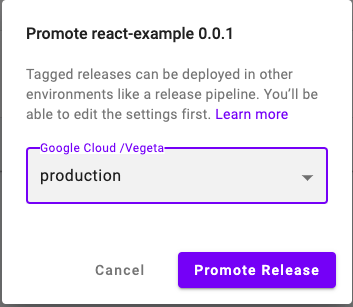 Promote react-example 0.0.1
Tagged releases can be deployed in other
environments like a release pipeline. You’ll be
able to edit the settings first. Learn more
Google Cloud /Vegeta
production
Cancel
Promote Release